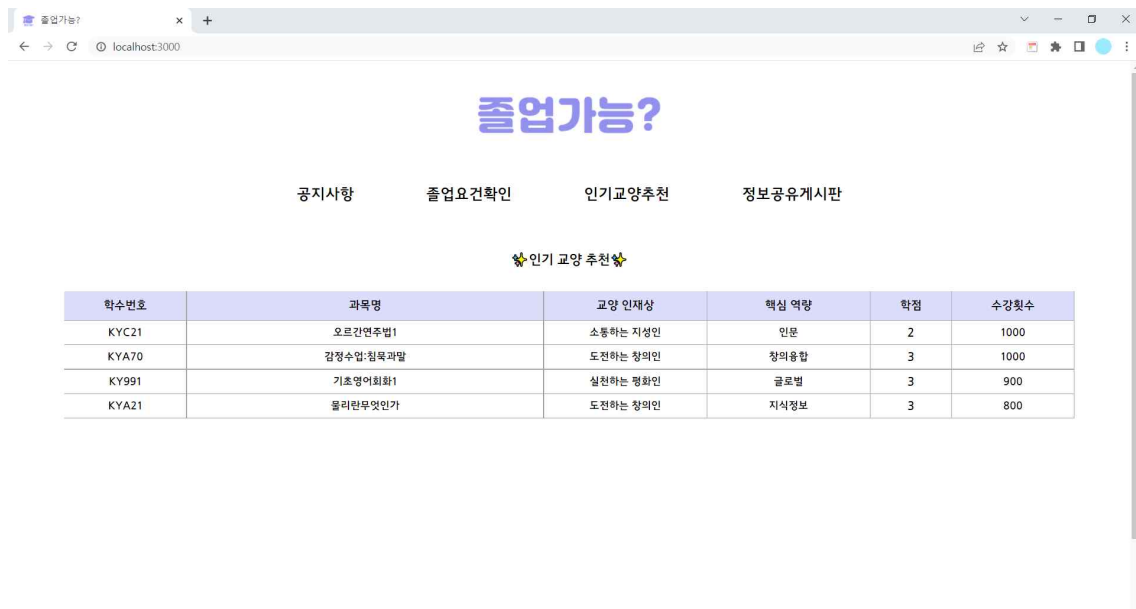 졸업가능?
localhost:3000
졸업가능?
공지사항 졸업요건확인 인기교양추천 정보공유게시판
✨인기 교양 추천✨
학수번호 과목명 교양 인재상 핵심 역량 학점 수강횟수
KYC21 오르간연주법1 소통하는 지성인 인문 2 1000
KYA70 감정수업:침묵과말 도전하는 창의인 창의융합 3 1000
KY991 기초영어회화1 실천하는 평화인 글로벌 3 900
KYA21 물리란무엇인가 도전하는 창의인 지식정보 3 800